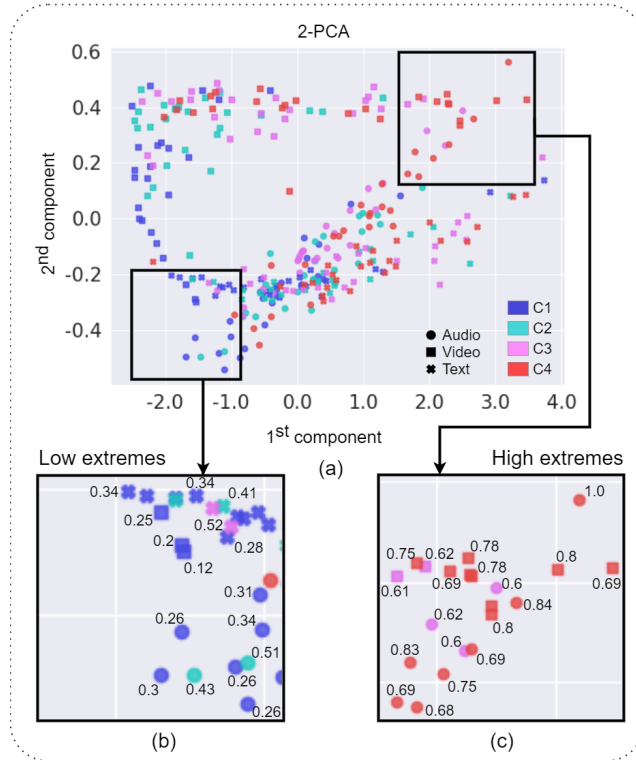 2-PCA
0.6
0.4
0.2
0.0
-0.2
-0.4
2nd component
-2.0 -1.0 0.0 1.0 2.0 3.0 4.0
1st component
Audio
Video
Text
C1
C2
C3
C4
(a)
Low extremes
High extremes
0.34
0.34
0.41
0.25
0.52
0.2
0.28
0.12
0.31
0.26
0.34
0.51
0.3
0.43
0.26
0.26
1.0
0.75
0.62
0.78
0.78
0.8
0.61
0.69
0.6
0.69
0.84
0.62
0.8
0.6
0.83
0.69
0.75
0.69
0.68
(b)
(c)